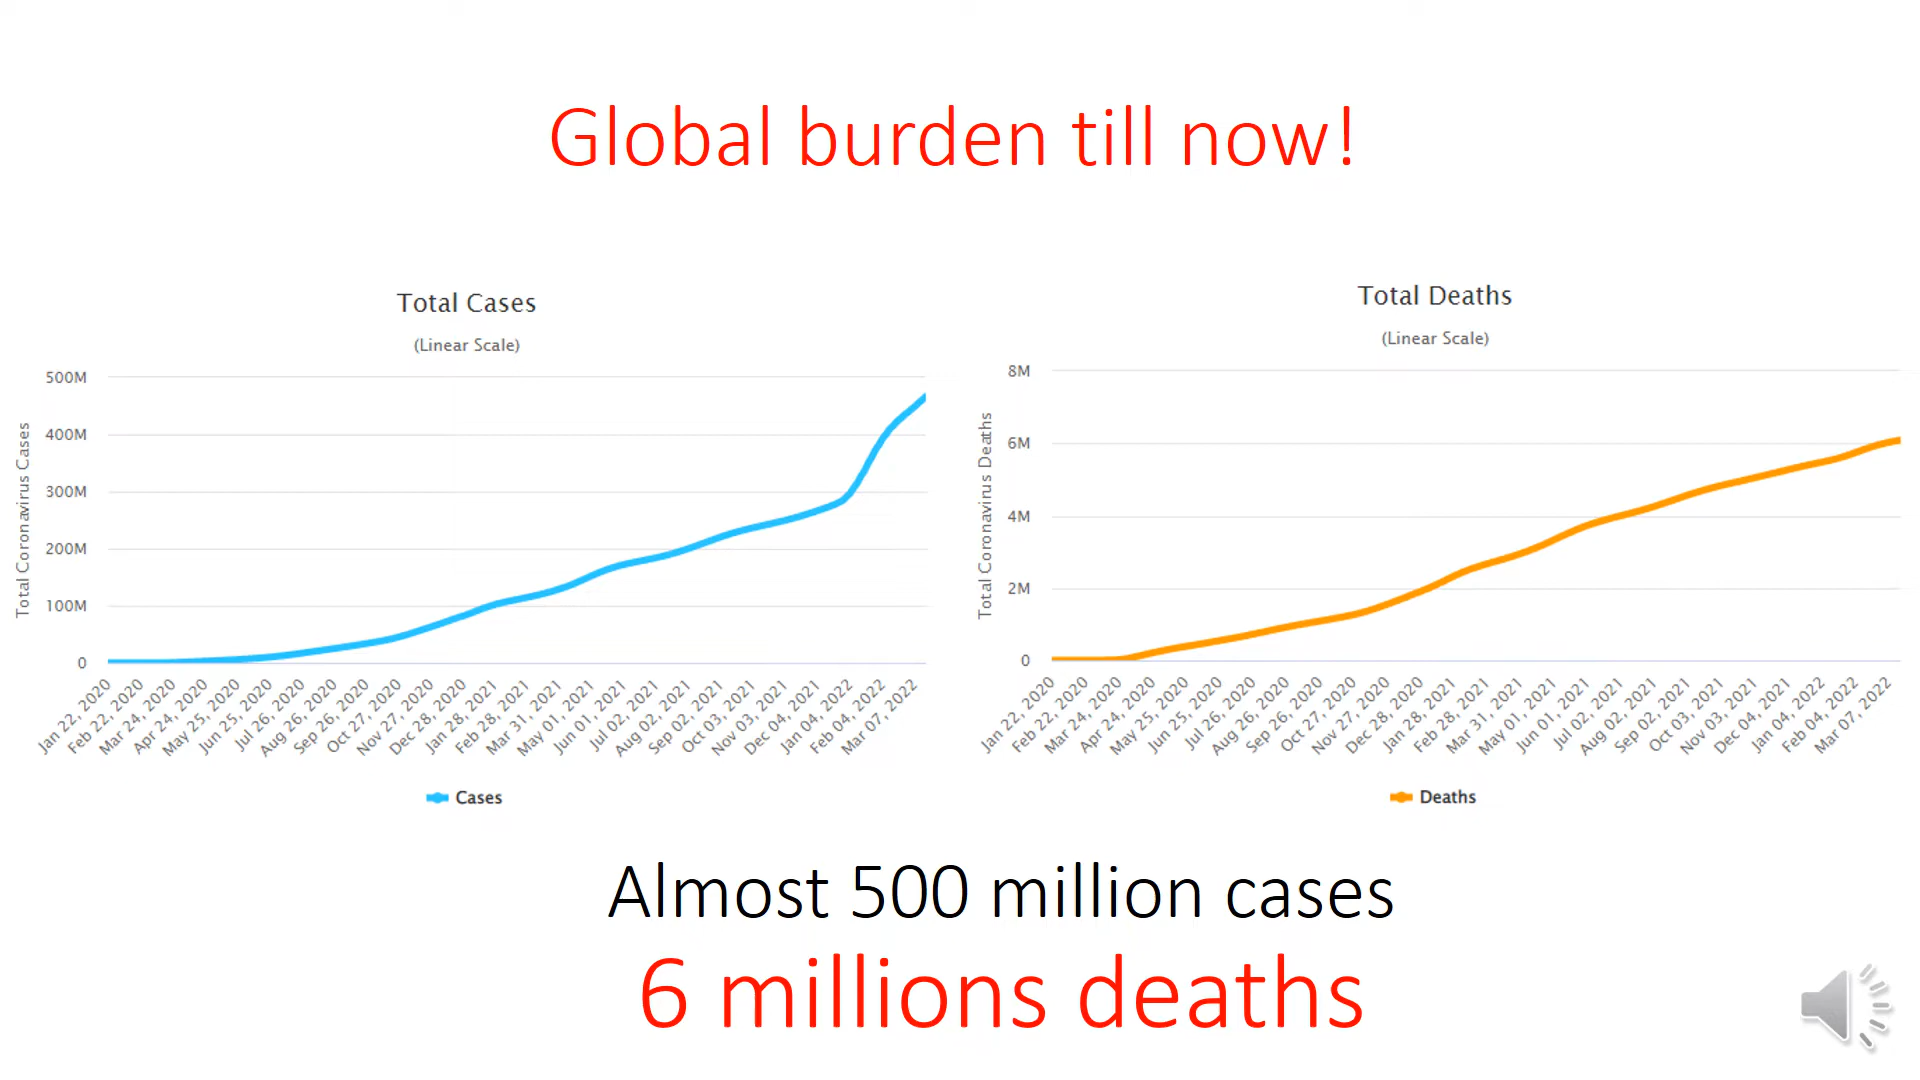 Global burden till now!
Total Cases
(Linear Scale)
Total Coronavirus Cases
500M
400M
300M
200M
100M
0
Jan 22, 2020
Feb 22, 2020
Mar 24, 2020
Apr 24, 2020
May 25, 2020
Jun 25, 2020
Jul 26, 2020
Aug 26, 2020
Sep 26, 2020
Oct 27, 2020
Nov 27, 2020
Dec 28, 2020
Jan 28, 2021
Feb 28, 2021
Mar 31, 2021
May 01, 2021
Jun 01, 2021
Jul 02, 2021
Aug 02, 2021
Sep 02, 2021
Oct 03, 2021
Nov 03, 2021
Dec 04, 2021
Jan 04, 2022
Feb 04, 2022
Mar 07, 2022
Cases
Total Deaths
(Linear Scale)
Total Coronavirus Deaths
8M
6M
4M
2M
0
Jan 22, 2020
Feb 22, 2020
Mar 24, 2020
Apr 24, 2020
May 25, 2020
Jun 25, 2020
Jul 26, 2020
Aug 26, 2020
Sep 26, 2020
Oct 27, 2020
Nov 27, 2020
Dec 28, 2020
Jan 28, 2021
Feb 28, 2021
Mar 31, 2021
May 01, 2021
Jun 01, 2021
Jul 02, 2021
Aug 02, 2021
Sep 02, 2021
Oct 03, 2021
Nov 03, 2021
Dec 04, 2021
Jan 04, 2022
Feb 04, 2022
Mar 07, 2022
Deaths
Almost 500 million cases
6 millions deaths